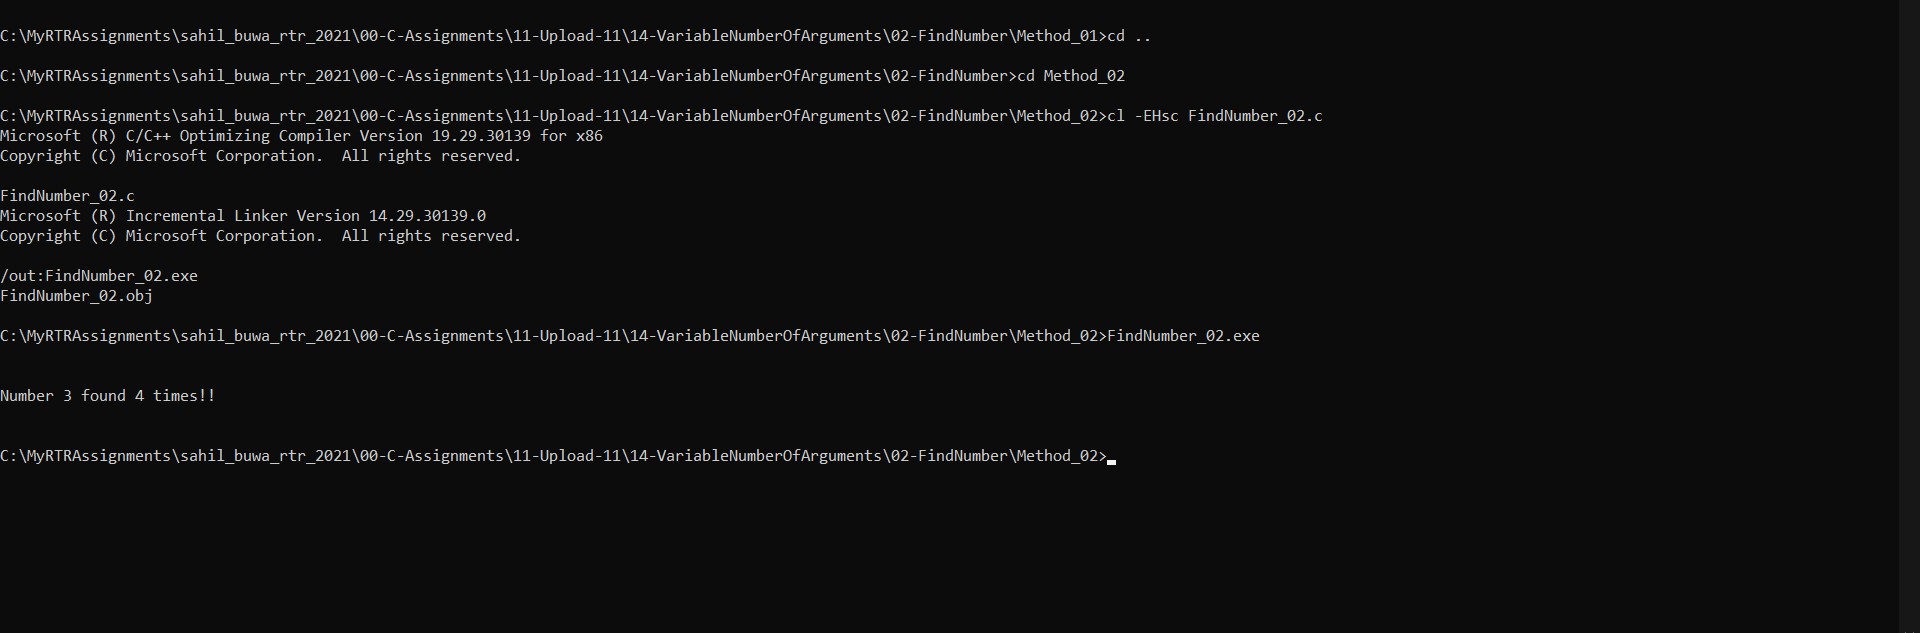 C:\MyRTRAssignments\sahil_buwa_rtr_2021\00-C-Assignments\11-Upload-11\14-VariableNumberOfArguments\02-FindNumber\Method_01>cd ..
C:\MyRTRAssignments\sahil_buwa_rtr_2021\00-C-Assignments\11-Upload-11\14-VariableNumberOfArguments\02-FindNumber>cd Method_02
C:\MyRTRAssignments\sahil_buwa_rtr_2021\00-C-Assignments\11-Upload-11\14-VariableNumberOfArguments\02-FindNumber\Method_02>cl -EHsc FindNumber_02.c
Microsoft (R) C/C++ Optimizing Compiler Version 19.29.30139 for x86
Copyright (C) Microsoft Corporation.  All rights reserved.
FindNumber_02.c
Microsoft (R) Incremental Linker Version 14.29.30139.0
Copyright (C) Microsoft Corporation.  All rights reserved.
/out:FindNumber_02.exe
FindNumber_02.obj
C:\MyRTRAssignments\sahil_buwa_rtr_2021\00-C-Assignments\11-Upload-11\14-VariableNumberOfArguments\02-FindNumber\Method_02>FindNumber_02.exe
Number 3 found 4 times!!
C:\MyRTRAssignments\sahil_buwa_rtr_2021\00-C-Assignments\11-Upload-11\14-VariableNumberOfArguments\02-FindNumber\Method_02>